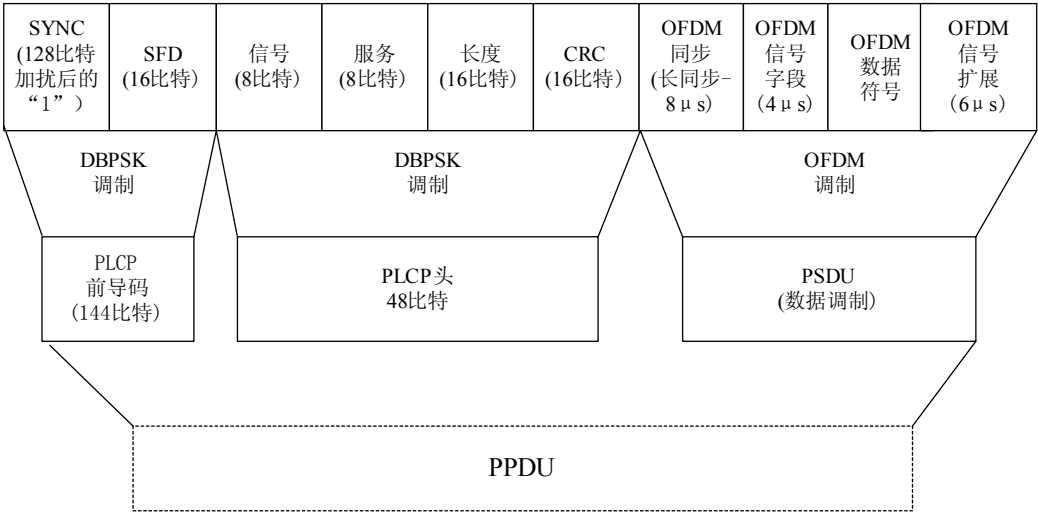 SYNC
(128比特
加扰后的
“1”)
SFD
(16比特)
信号
(8比特)
服务
(8比特)
长度
(16比特)
CRC
(16比特)
OFDM
同步
(长同步-
8μs)
OFDM
信号
字段
(4μs)
OFDM
数据
符号
OFDM
信号
扩展
(6μs)
DBPSK
调制
DBPSK
调制
OFDM
调制
PLCP
前导码
(144比特)
PLCP头
48比特
PSDU
(数据调制)
PPDU